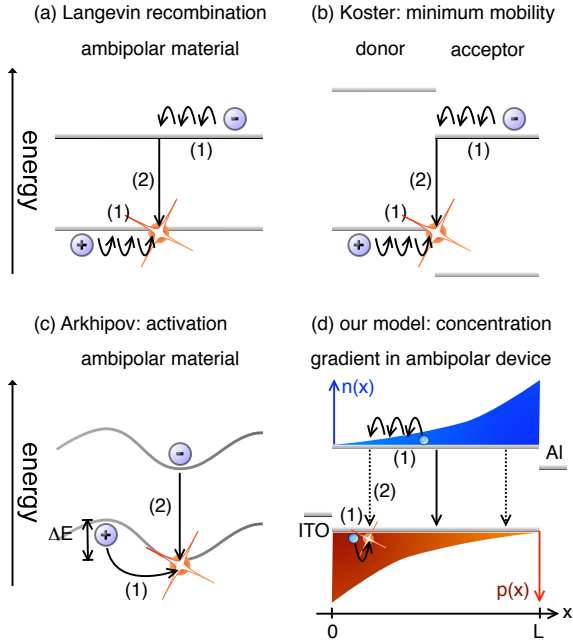 (a) Langevin recombination
ambipolar material
energy
-
(1)
(2)
(1)
+
(b) Koster: minimum mobility
donor
acceptor
-
(1)
(2)
(1)
+
(c) Arkhipov: activation
ambipolar material
energy
-
(2)
ΔE
+
(1)
(d) our model: concentration
gradient in ambipolar device
n(x)
(1)
Al
(2)
ITO
(1)
p(x)
x
0
L